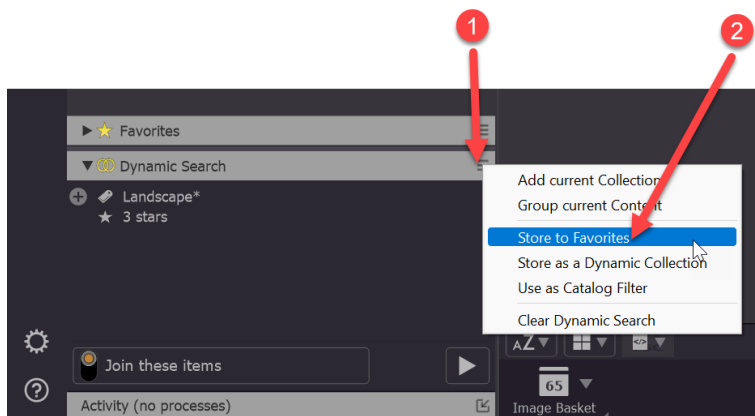 1
2
Favorites
Dynamic Search
Landscape*
3 stars
Add current Collection
Group current Content
Store to Favorites
Store as a Dynamic Collection
Use as Catalog Filter
Clear Dynamic Search
AZ
</>
Join these items
65
?
Activity (no processes)
Image Basket